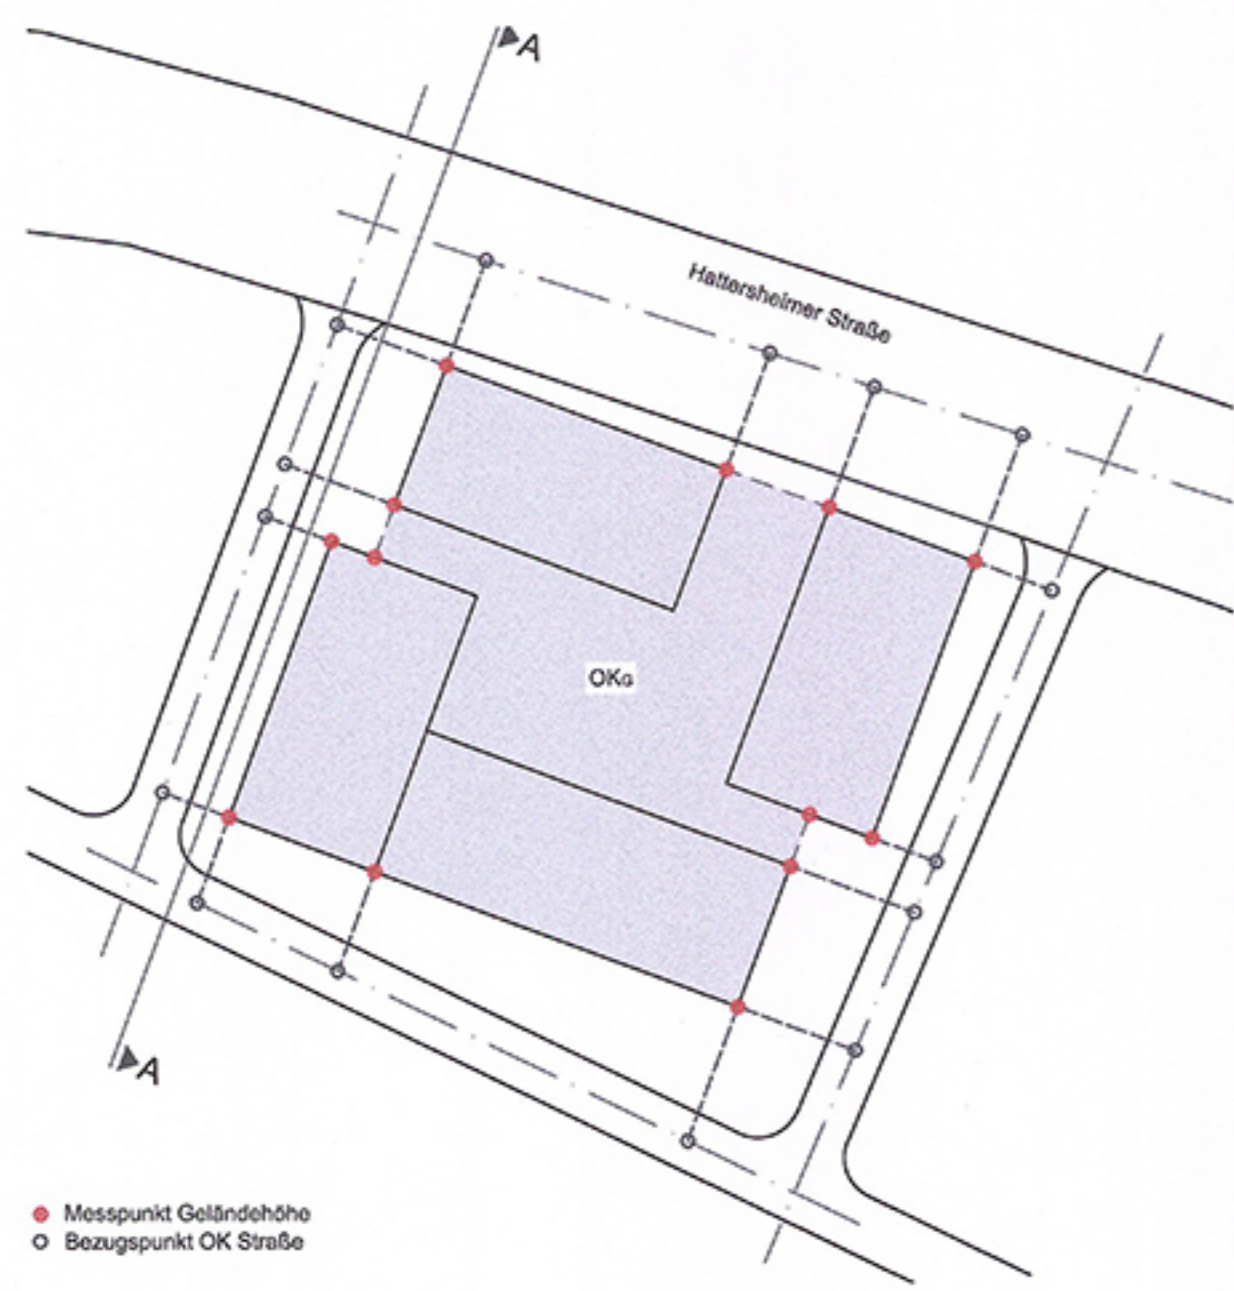 A
Hattersheimer Straße
OKG
A
Messpunkt Geländehöhe
Bezugspunkt OK Straße